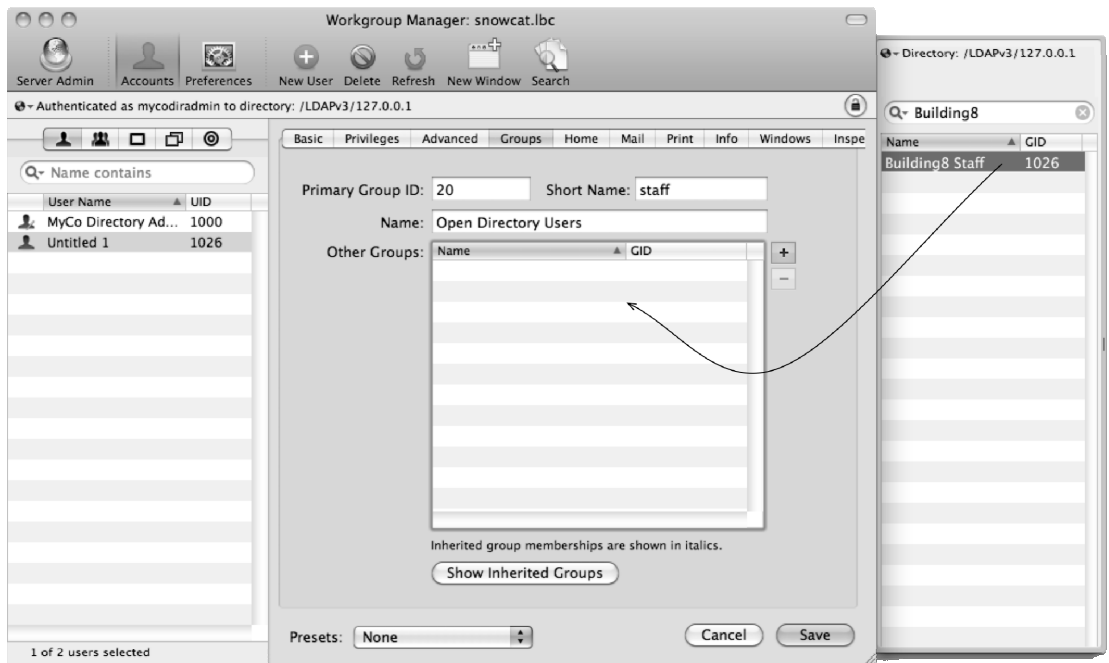 Workgroup Manager: snowcat.lbc
Server Admin Accounts Preferences New User Delete Refresh New Window Search
Authenticated as mycodiradmin to directory: /LDAPv3/127.0.0.1
Name contains
User Name UID
MyCo Directory Ad... 1000
Untitled 1 1026
1 of 2 users selected
Basic Privileges Advanced Groups Home Mail Print Info Windows Inspe
Primary Group ID: 20 Short Name: staff
Name: Open Directory Users
Other Groups: Name GID
+
−
Inherited group memberships are shown in italics.
Show Inherited Groups
Presets: None Cancel Save
Directory: /LDAPv3/127.0.0.1
Building8
Name GID
Building8 Staff 1026